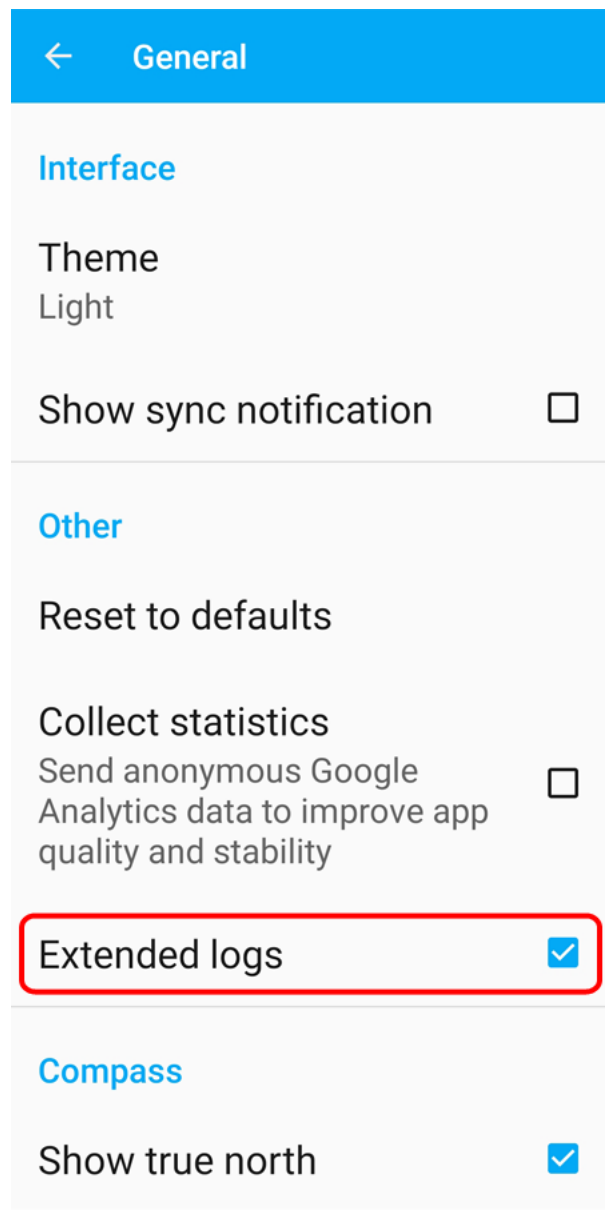 General
Interface
Theme
Light
Show sync notification
Other
Reset to defaults
Collect statistics
Send anonymous Google
Analytics data to improve app
quality and stability
Extended logs
Compass
Show true north